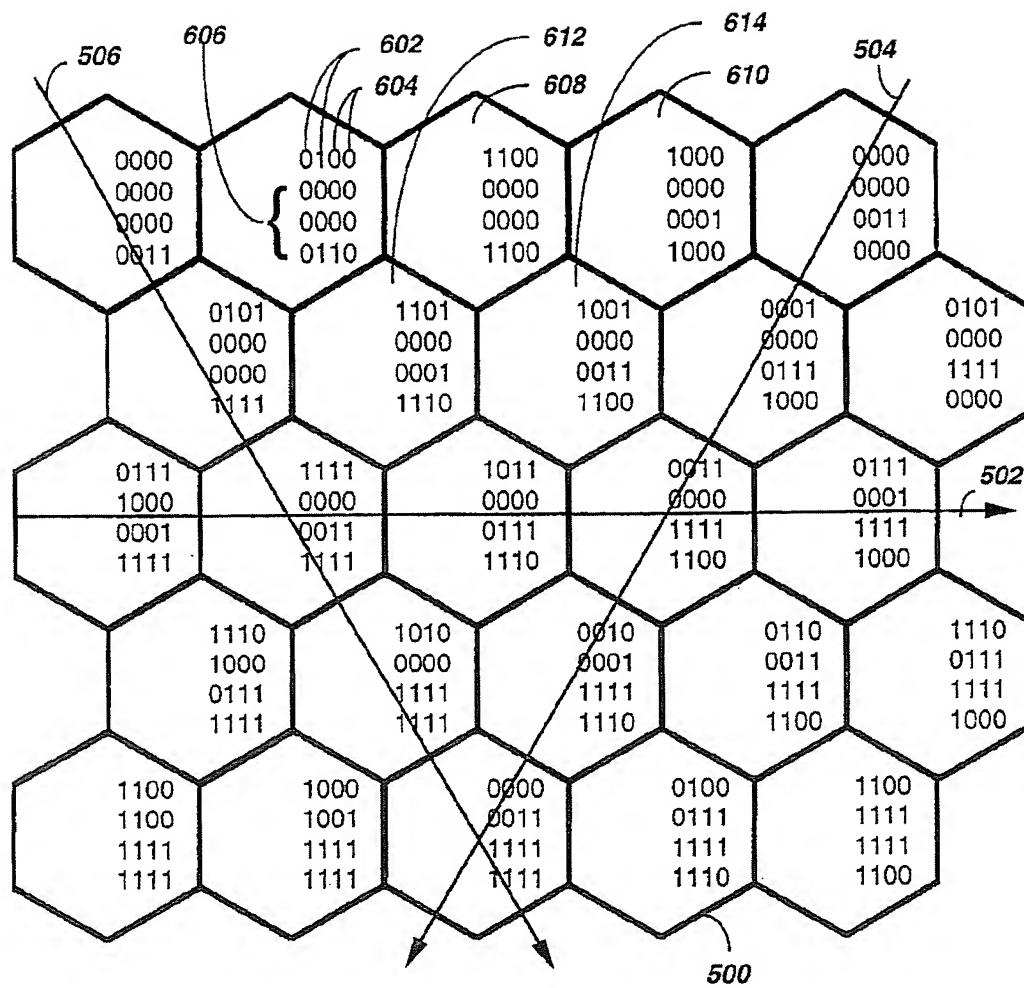 506 606 602 612 614 504
604 608 610
0000 0100 1100 1000 0000
0000 0000 0000 0000 0000
0000 0000 0000 0001 0011
0011 0110 1100 1000 0000
0101 1101 1001 0001 0101
0000 0000 0000 0000 0000
0000 0001 0011 0111 1111
1111 1110 1100 1000 0000
0111 1111 1011 0011 0111
1000 0000 0000 0000 0001
0001 0011 0111 1111 1111
1111 1111 1110 1100 1000
502
1110 1010 0010 0110 1110
1000 0000 0001 0011 0111
0111 1111 1111 1111 1111
1111 1111 1110 1100 1000
1100 1000 0000 0100 1100
1100 1001 0011 0111 1111
1111 1111 1111 1111 1111
1111 1111 1111 1110 1100
500